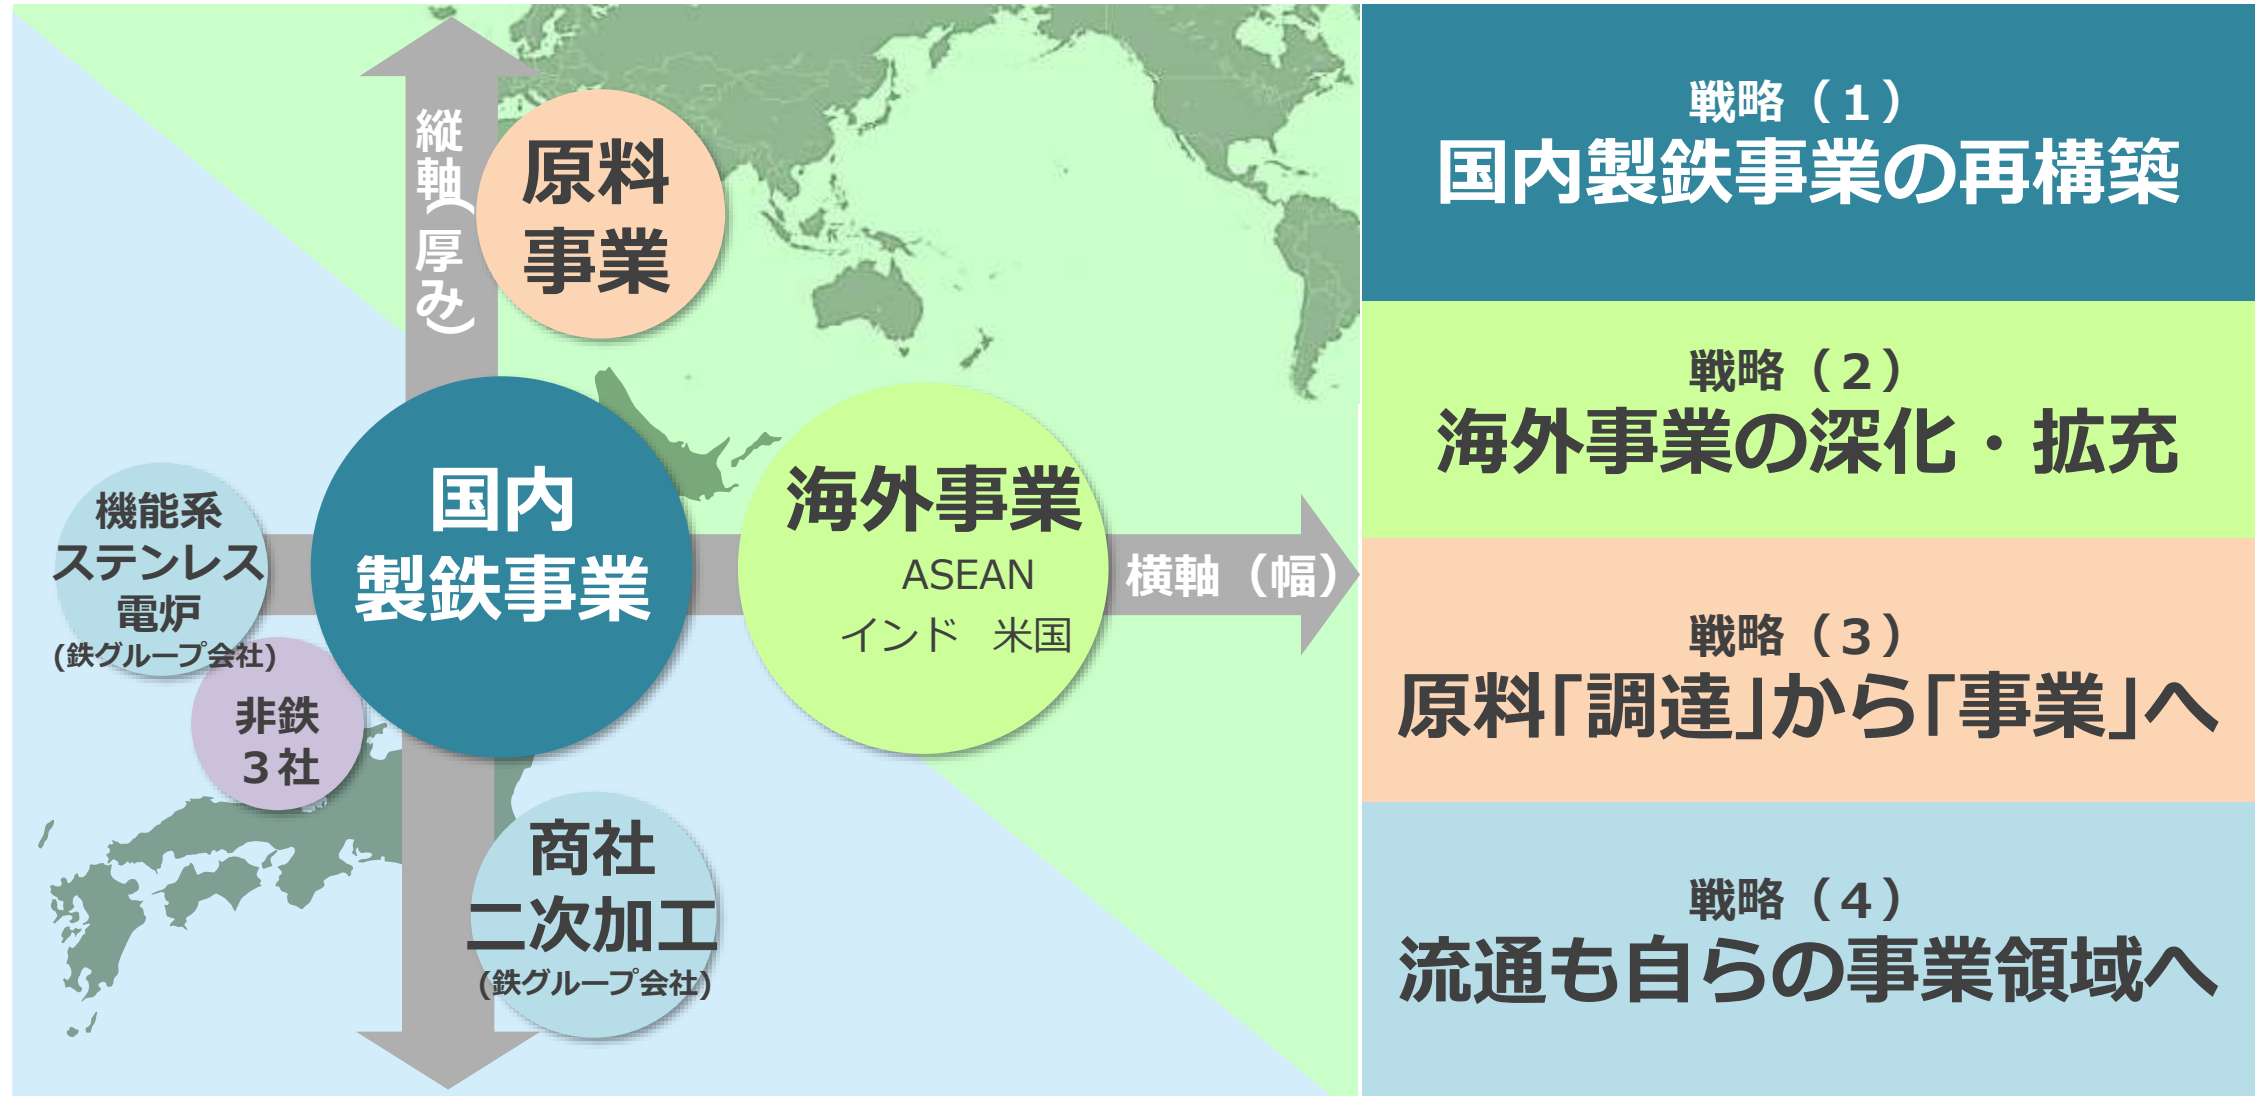 縦軸(厚み)
原料
事業
国内
製鉄事業
海外事業
ASEAN
インド 米国
横軸（幅）
機能系
ステンレス
電炉
(鉄グループ会社)
非鉄
３社
商社
二次加工
(鉄グループ会社)
戦略（１）
国内製鉄事業の再構築
戦略（２）
海外事業の深化・拡充
戦略（３）
原料｢調達｣から｢事業｣へ
戦略（４）
流通も自らの事業領域へ